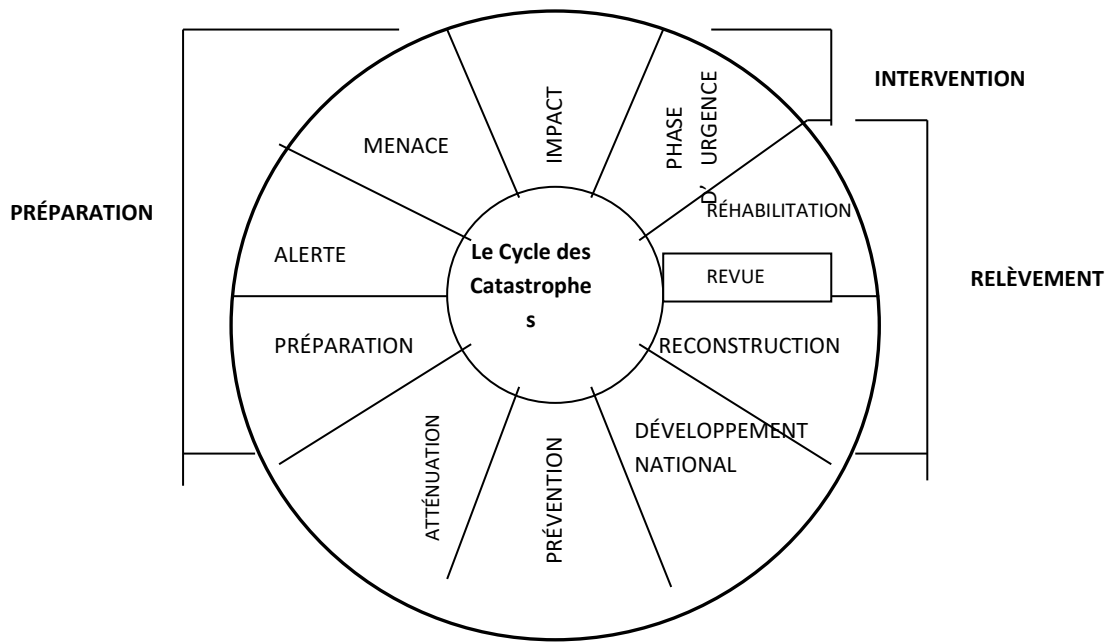 INTERVENTION
IMPACT
PHASE
D’URGENCE
MENACE
PRÉPARATION
RÉHABILITATION
ALERTE
Le Cycle des
Catastrophe
s
REVUE
RELÈVEMENT
PRÉPARATION
RECONSTRUCTION
ATTÉNUATION
PRÉVENTION
DÉVELOPPEMENT
NATIONAL